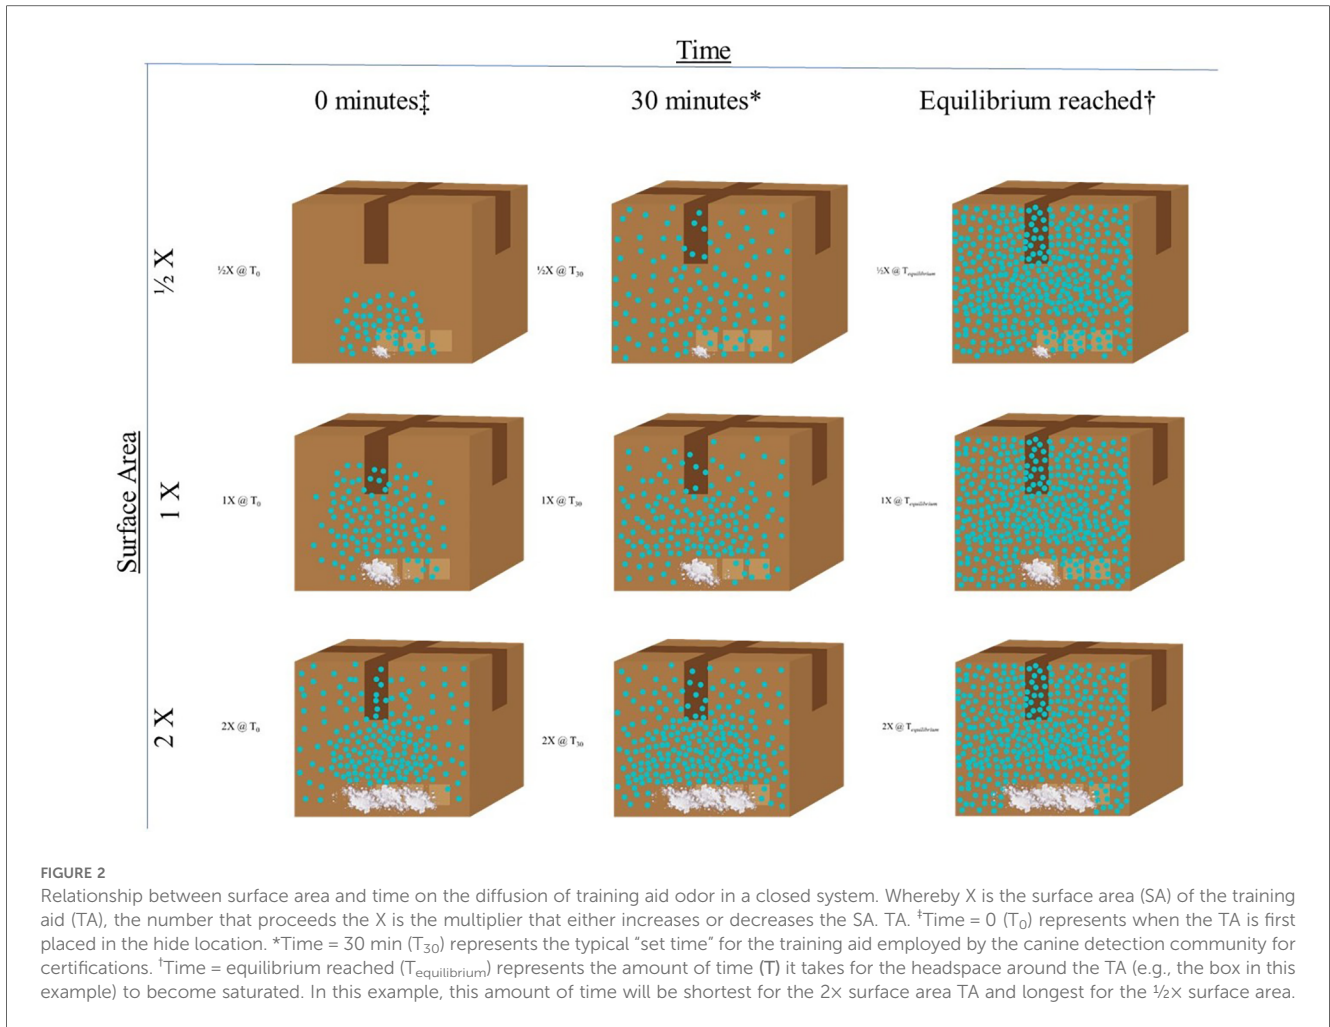 Time
0 minutes‡
30 minutes*
Equilibrium reached†
Surface Area
½ X
½X @ T₀
½X @ T₃₀
½X @ Tequilibrium
1 X
1X @ T₀
1X @ T₃₀
1X @ Tequilibrium
2 X
2X @ T₀
2X @ T₃₀
2X @ Tequilibrium
FIGURE 2
Relationship between surface area and time on the diffusion of training aid odor in a closed system. Whereby X is the surface area (SA) of the training
aid (TA), the number that proceeds the X is the multiplier that either increases or decreases the SA. TA. ‡Time = 0 (T₀) represents when the TA is first
placed in the hide location. *Time = 30 min (T₃₀) represents the typical “set time” for the training aid employed by the canine detection community for
certifications. †Time = equilibrium reached (Tequilibrium) represents the amount of time (T) it takes for the headspace around the TA (e.g., the box in this
example) to become saturated. In this example, this amount of time will be shortest for the 2× surface area TA and longest for the ½× surface area.